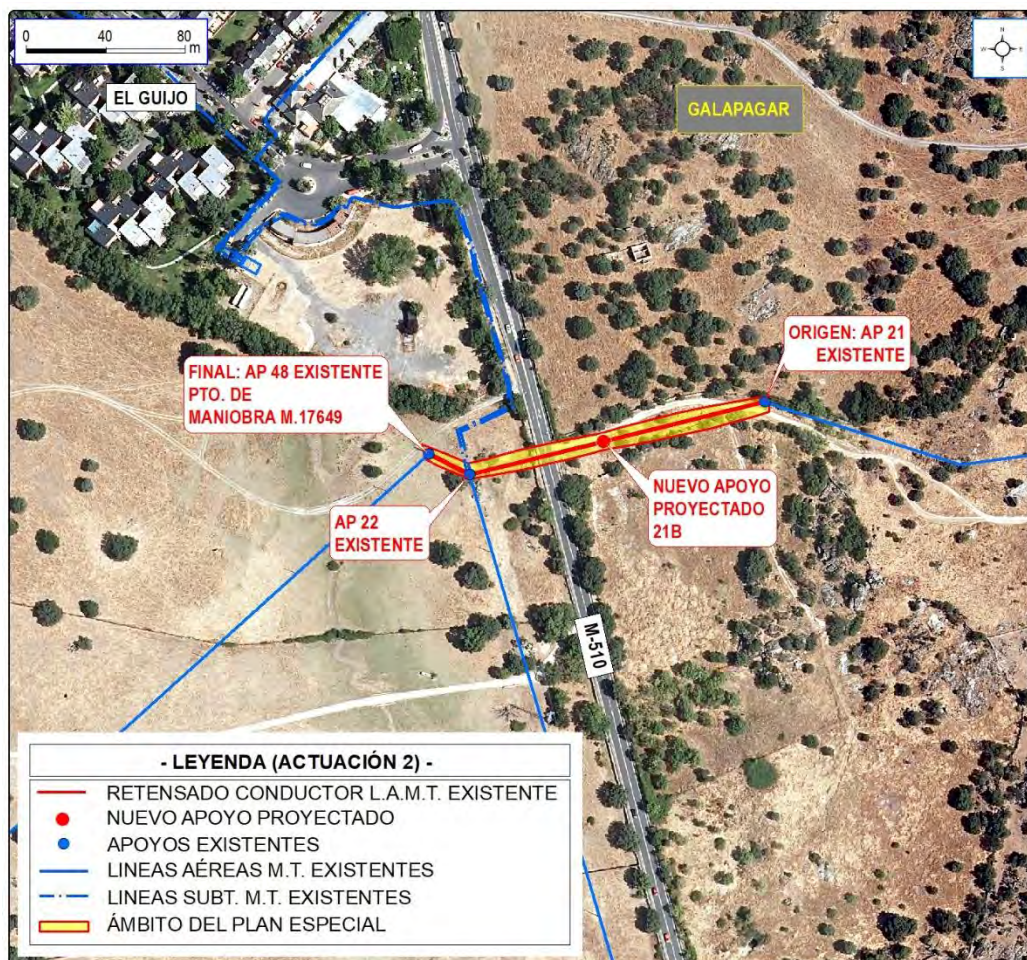 0 40 80
m
N
W E
S
EL GUIJO
GALAPAGAR
ORIGEN: AP 21
EXISTENTE
FINAL: AP 48 EXISTENTE
PTO. DE
MANIOBRA M.17649
NUEVO APOYO
PROYECTADO
21B
AP 22
EXISTENTE
M-510
- LEYENDA (ACTUACIÓN 2) -
RETENSADO CONDUCTOR L.A.M.T. EXISTENTE
NUEVO APOYO PROYECTADO
APOYOS EXISTENTES
LINEAS AÉREAS M.T. EXISTENTES
LINEAS SUBT. M.T. EXISTENTES
ÁMBITO DEL PLAN ESPECIAL